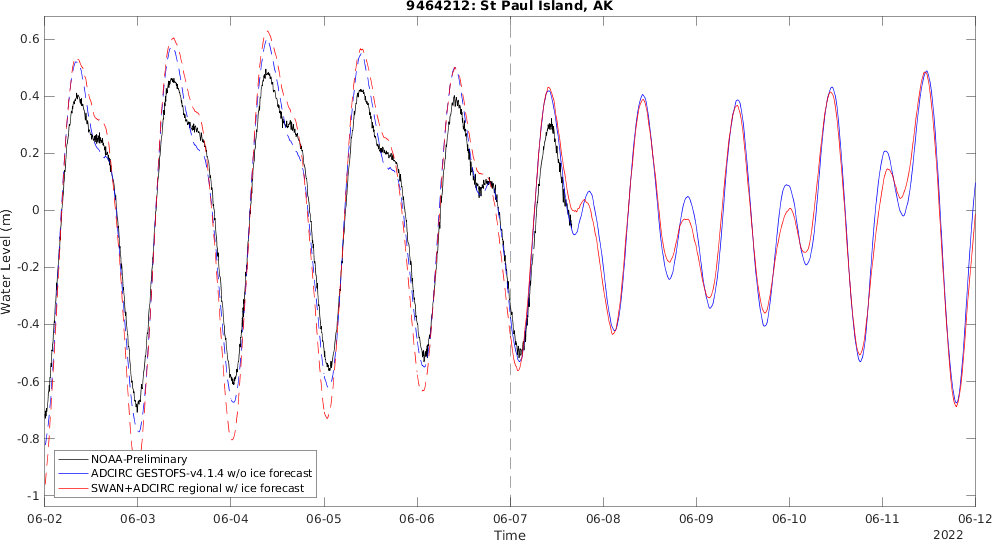 9464212: St Paul Island, AK
Water Level (m)
0.6
0.4
0.2
0
-0.2
-0.4
-0.6
-0.8
-1
NOAA-Preliminary
ADCIRC GESTOFS-v4.1.4 w/o ice forecast
SWAN+ADCIRC regional w/ ice forecast
06-02 06-03 06-04 06-05 06-06 06-07 06-08 06-09 06-10 06-11 06-12
Time
2022